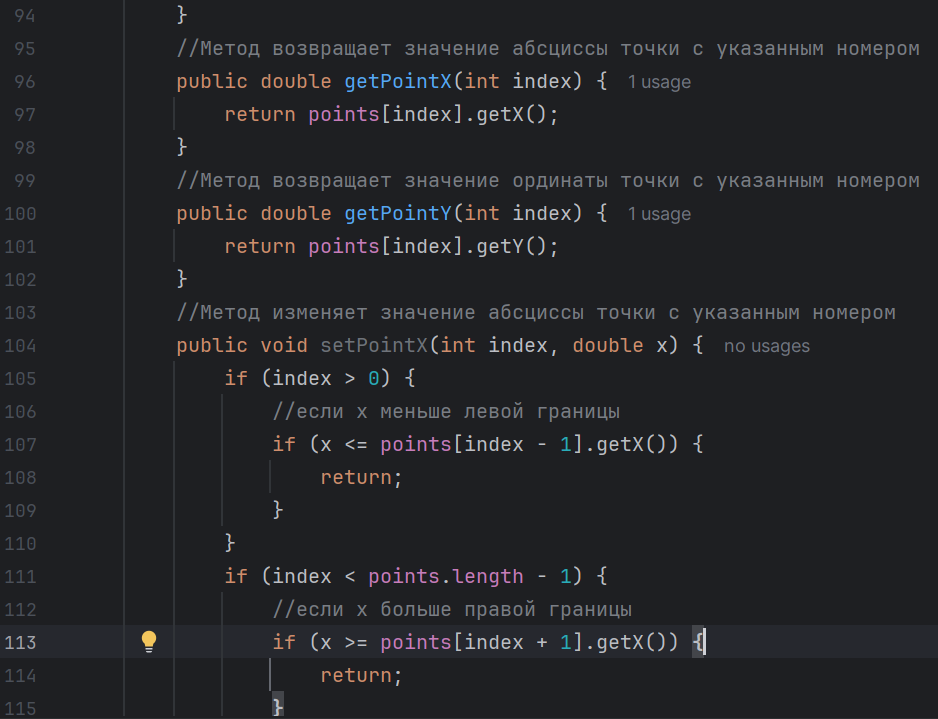 94 }
95 //Метод возвращает значение абсциссы точки с указанным номером
96 public double getPointX(int index) { 1 usage
97 return points[index].getX();
98 }
99 //Метод возвращает значение ординаты точки с указанным номером
100 public double getPointY(int index) { 1 usage
101 return points[index].getY();
102 }
103 //Метод изменяет значение абсциссы точки с указанным номером
104 public void setPointX(int index, double x) { no usages
105 if (index > 0) {
106 //если x меньше левой границы
107 if (x <= points[index - 1].getX()) {
108 return;
109 }
110 }
111 if (index < points.length - 1) {
112 //если x больше правой границы
113 if (x >= points[index + 1].getX()) {
114 return;
115 }